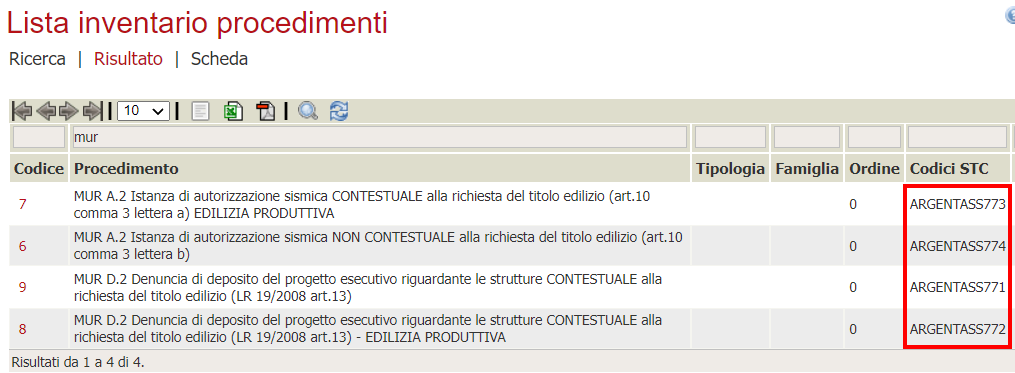 Lista inventario procedimenti
Ricerca | Risultato | Scheda
10
mur
Codice Procedimento Tipologia Famiglia Ordine Codici STC
7 MUR A.2 Istanza di autorizzazione sismica CONTESTUALE alla richiesta del titolo edilizio (art.10 0 ARGENTASS773
comma 3 lettera a) EDILIZIA PRODUTTIVA
6 MUR A.2 Istanza di autorizzazione sismica NON CONTESTUALE alla richiesta del titolo edilizio (art.10 0 ARGENTASS774
comma 3 lettera b)
9 MUR D.2 Denuncia di deposito del progetto esecutivo riguardante le strutture CONTESTUALE alla 0 ARGENTASS771
richiesta del titolo edilizio (LR 19/2008 art.13)
8 MUR D.2 Denuncia di deposito del progetto esecutivo riguardante le strutture CONTESTUALE alla 0 ARGENTASS772
richiesta del titolo edilizio (LR 19/2008 art.13) - EDILIZIA PRODUTTIVA
Risultati da 1 a 4 di 4.